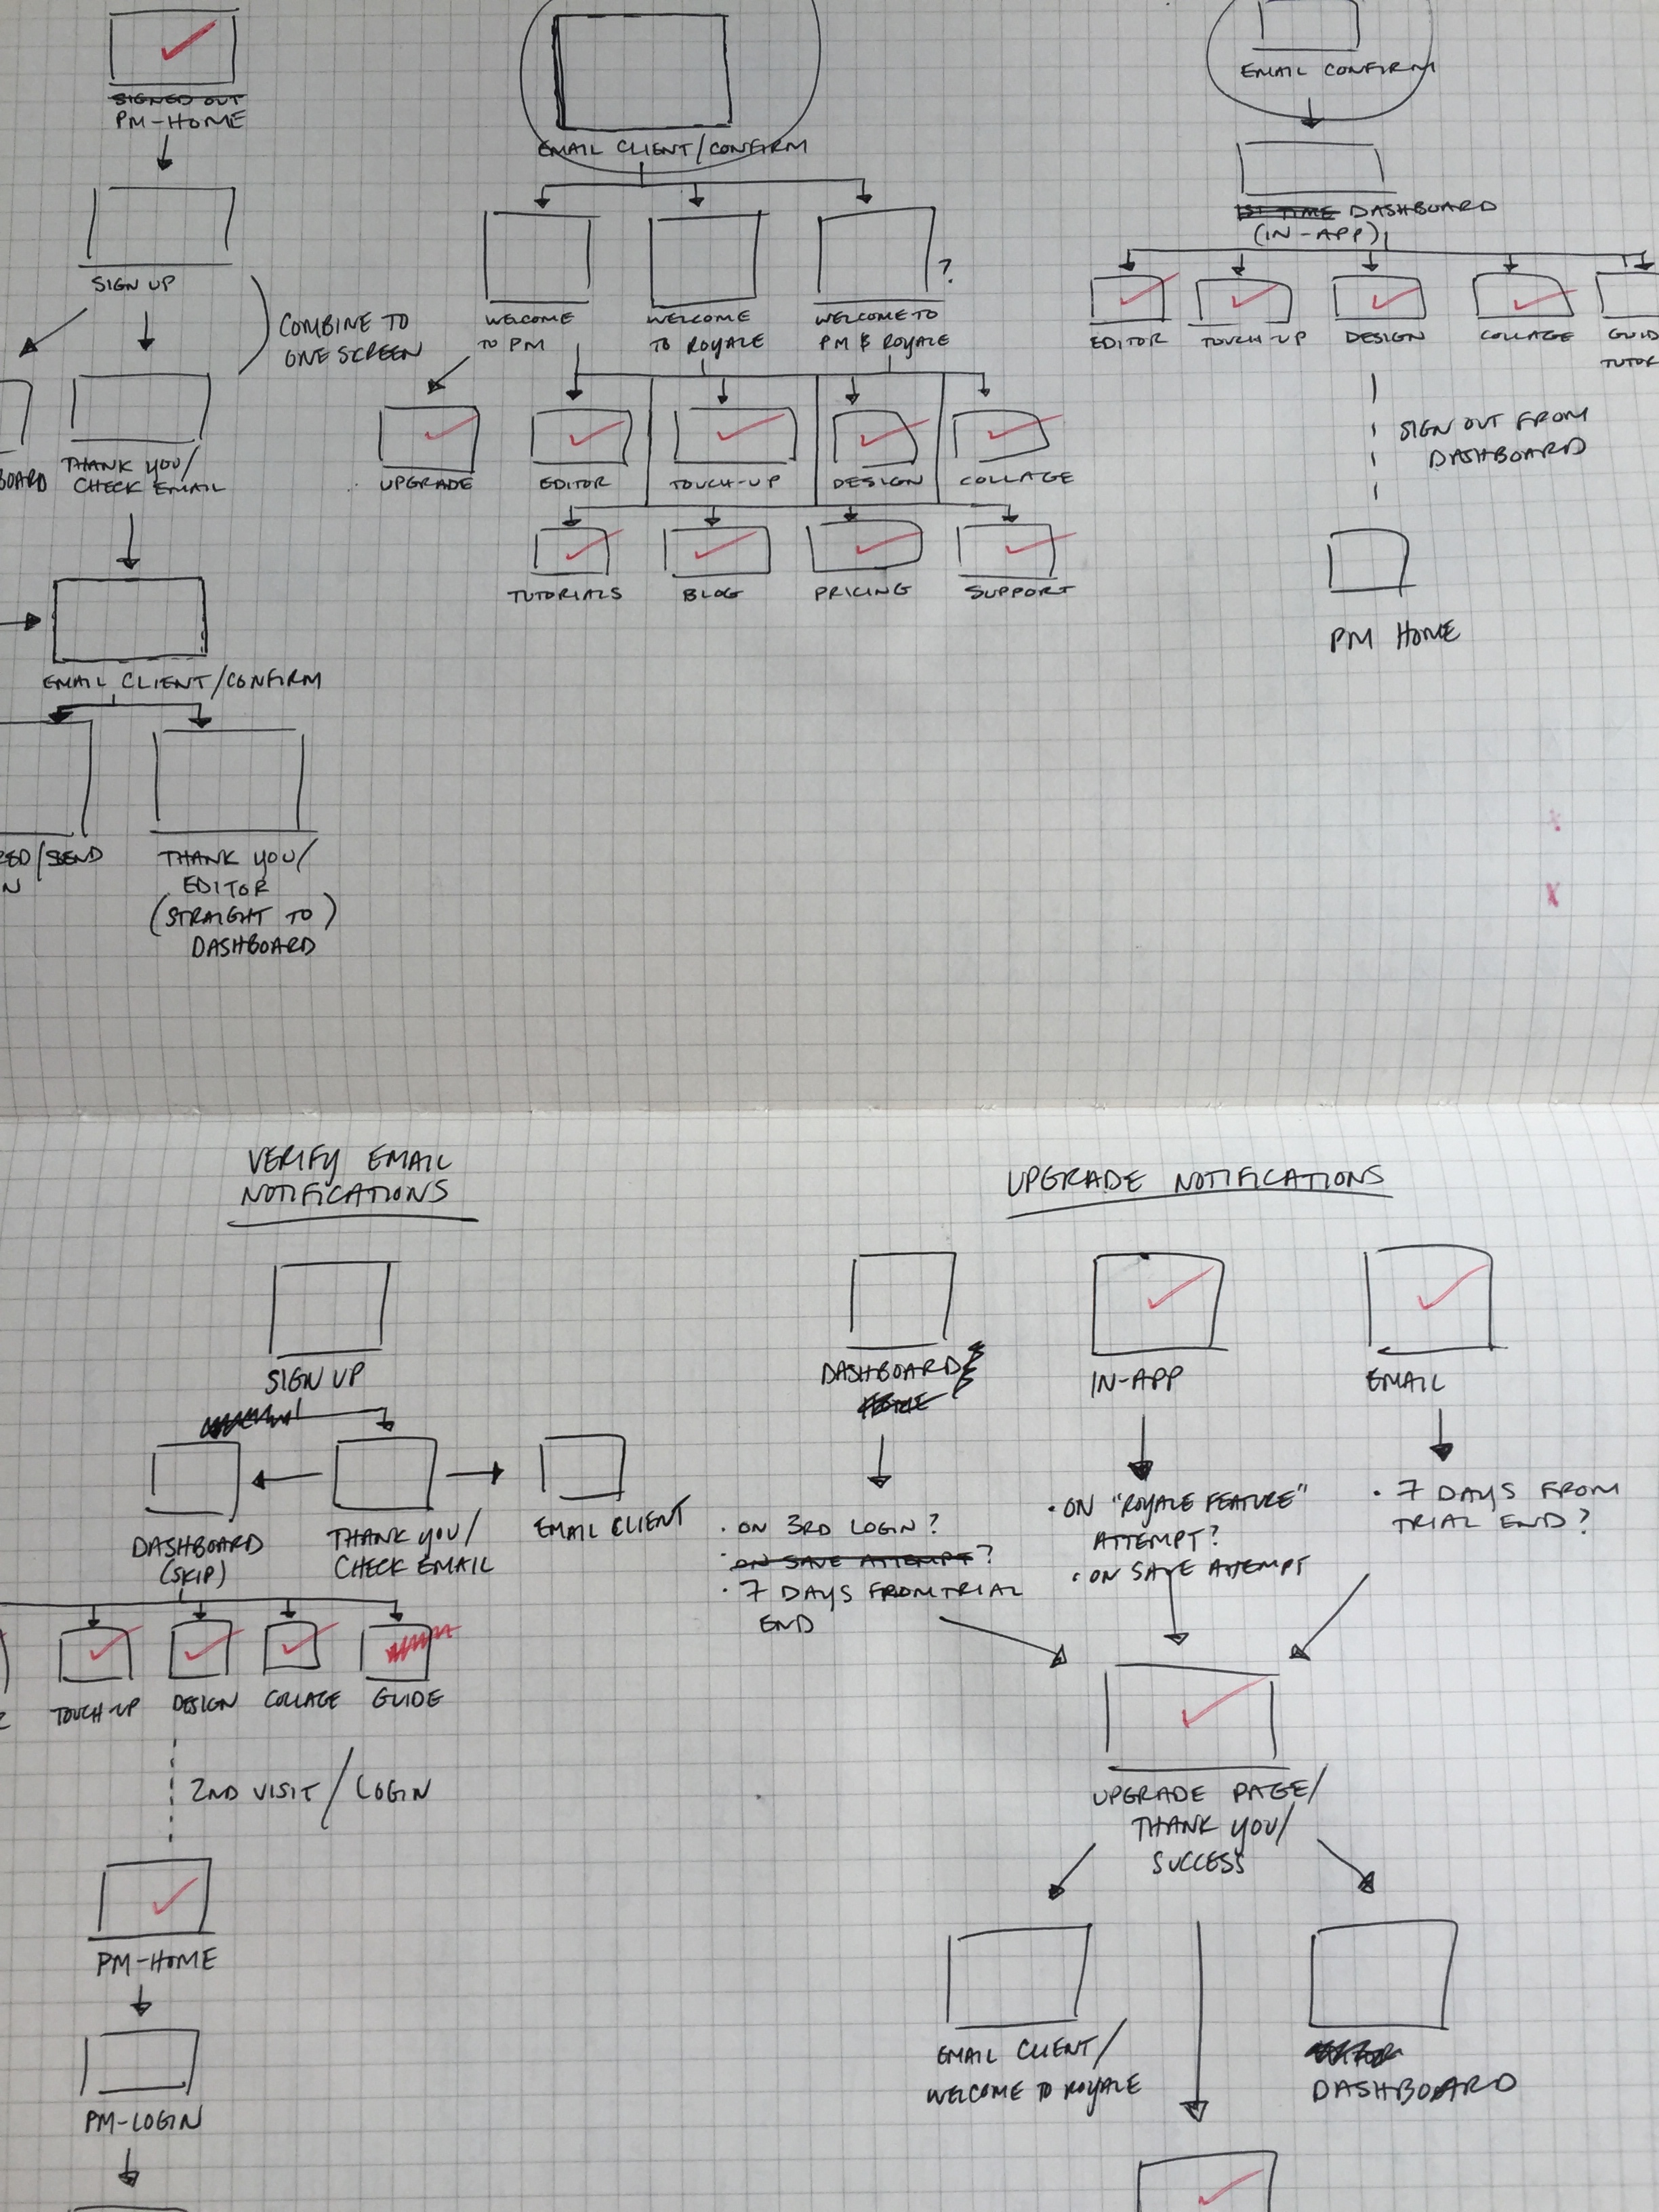 SIGNED OUT
PM-HOME
SIGN UP
COMBINE TO
ONE SCREEN
BOARD
THANK YOU/
CHECK EMAIL
EMAIL CLIENT/CONFIRM
/SEND
N
THANK YOU/
EDITOR
(STRAIGHT TO)
DASHBOARD
EMAIL CLIENT/CONFIRM
WELCOME
TO PM
WELCOME
TO ROYALE
?
WELCOME TO
PM & ROYALE
UPGRADE
EDITOR
TOUCH-UP
DESIGN
COLLAGE
TUTORIALS
BLOG
PRICING
SUPPORT
EMAIL CONFIRM
1ST TIME DASHBOARD
(IN-APP)
EDITOR
TOUCH-UP
DESIGN
COLLAGE
GUID
TUTOR
SIGN OUT FROM
DASHBOARD
PM HOME
VERIFY EMAIL
NOTIFICATIONS
SIGN UP
DASHBOARD
(SKIP)
THANK YOU/
CHECK EMAIL
EMAIL CLIENT
TOUCH-UP
DESIGN
COLLAGE
GUIDE
2ND VISIT/LOGIN
PM-HOME
PM-LOGIN
UPGRADE NOTIFICATIONS
DASHBOARD
IN-APP
EMAIL
· ON 3RD LOGIN?
· ON SAVE ATTEMPT?
· 7 DAYS FROM TRIAL
END
· ON "ROYALE FEATURE"
ATTEMPT?
· ON SAVE ATTEMPT
· 7 DAYS FROM
TRIAL END?
UPGRADE PAGE/
THANK YOU/
SUCCESS
EMAIL CLIENT/
WELCOME TO ROYALE
DASHBOARD